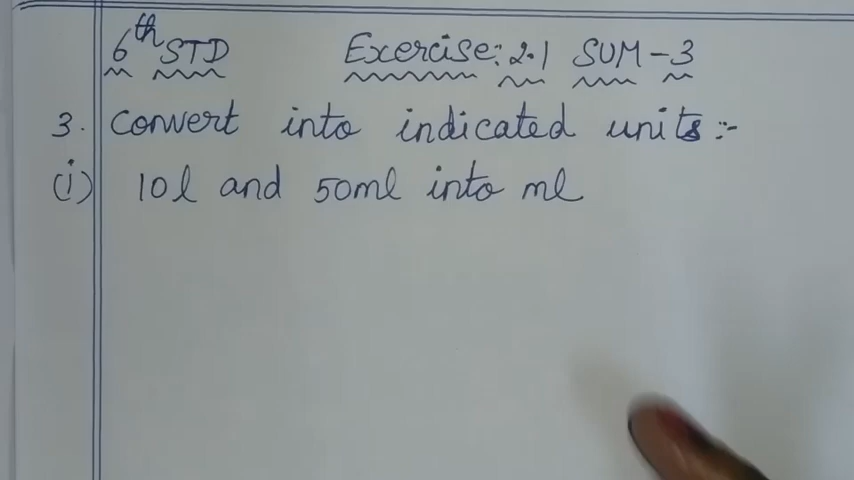 6th STD Exercise: 2.1 SUM-3
3. Convert into indicated units:-
(i) 10l and 50ml into ml